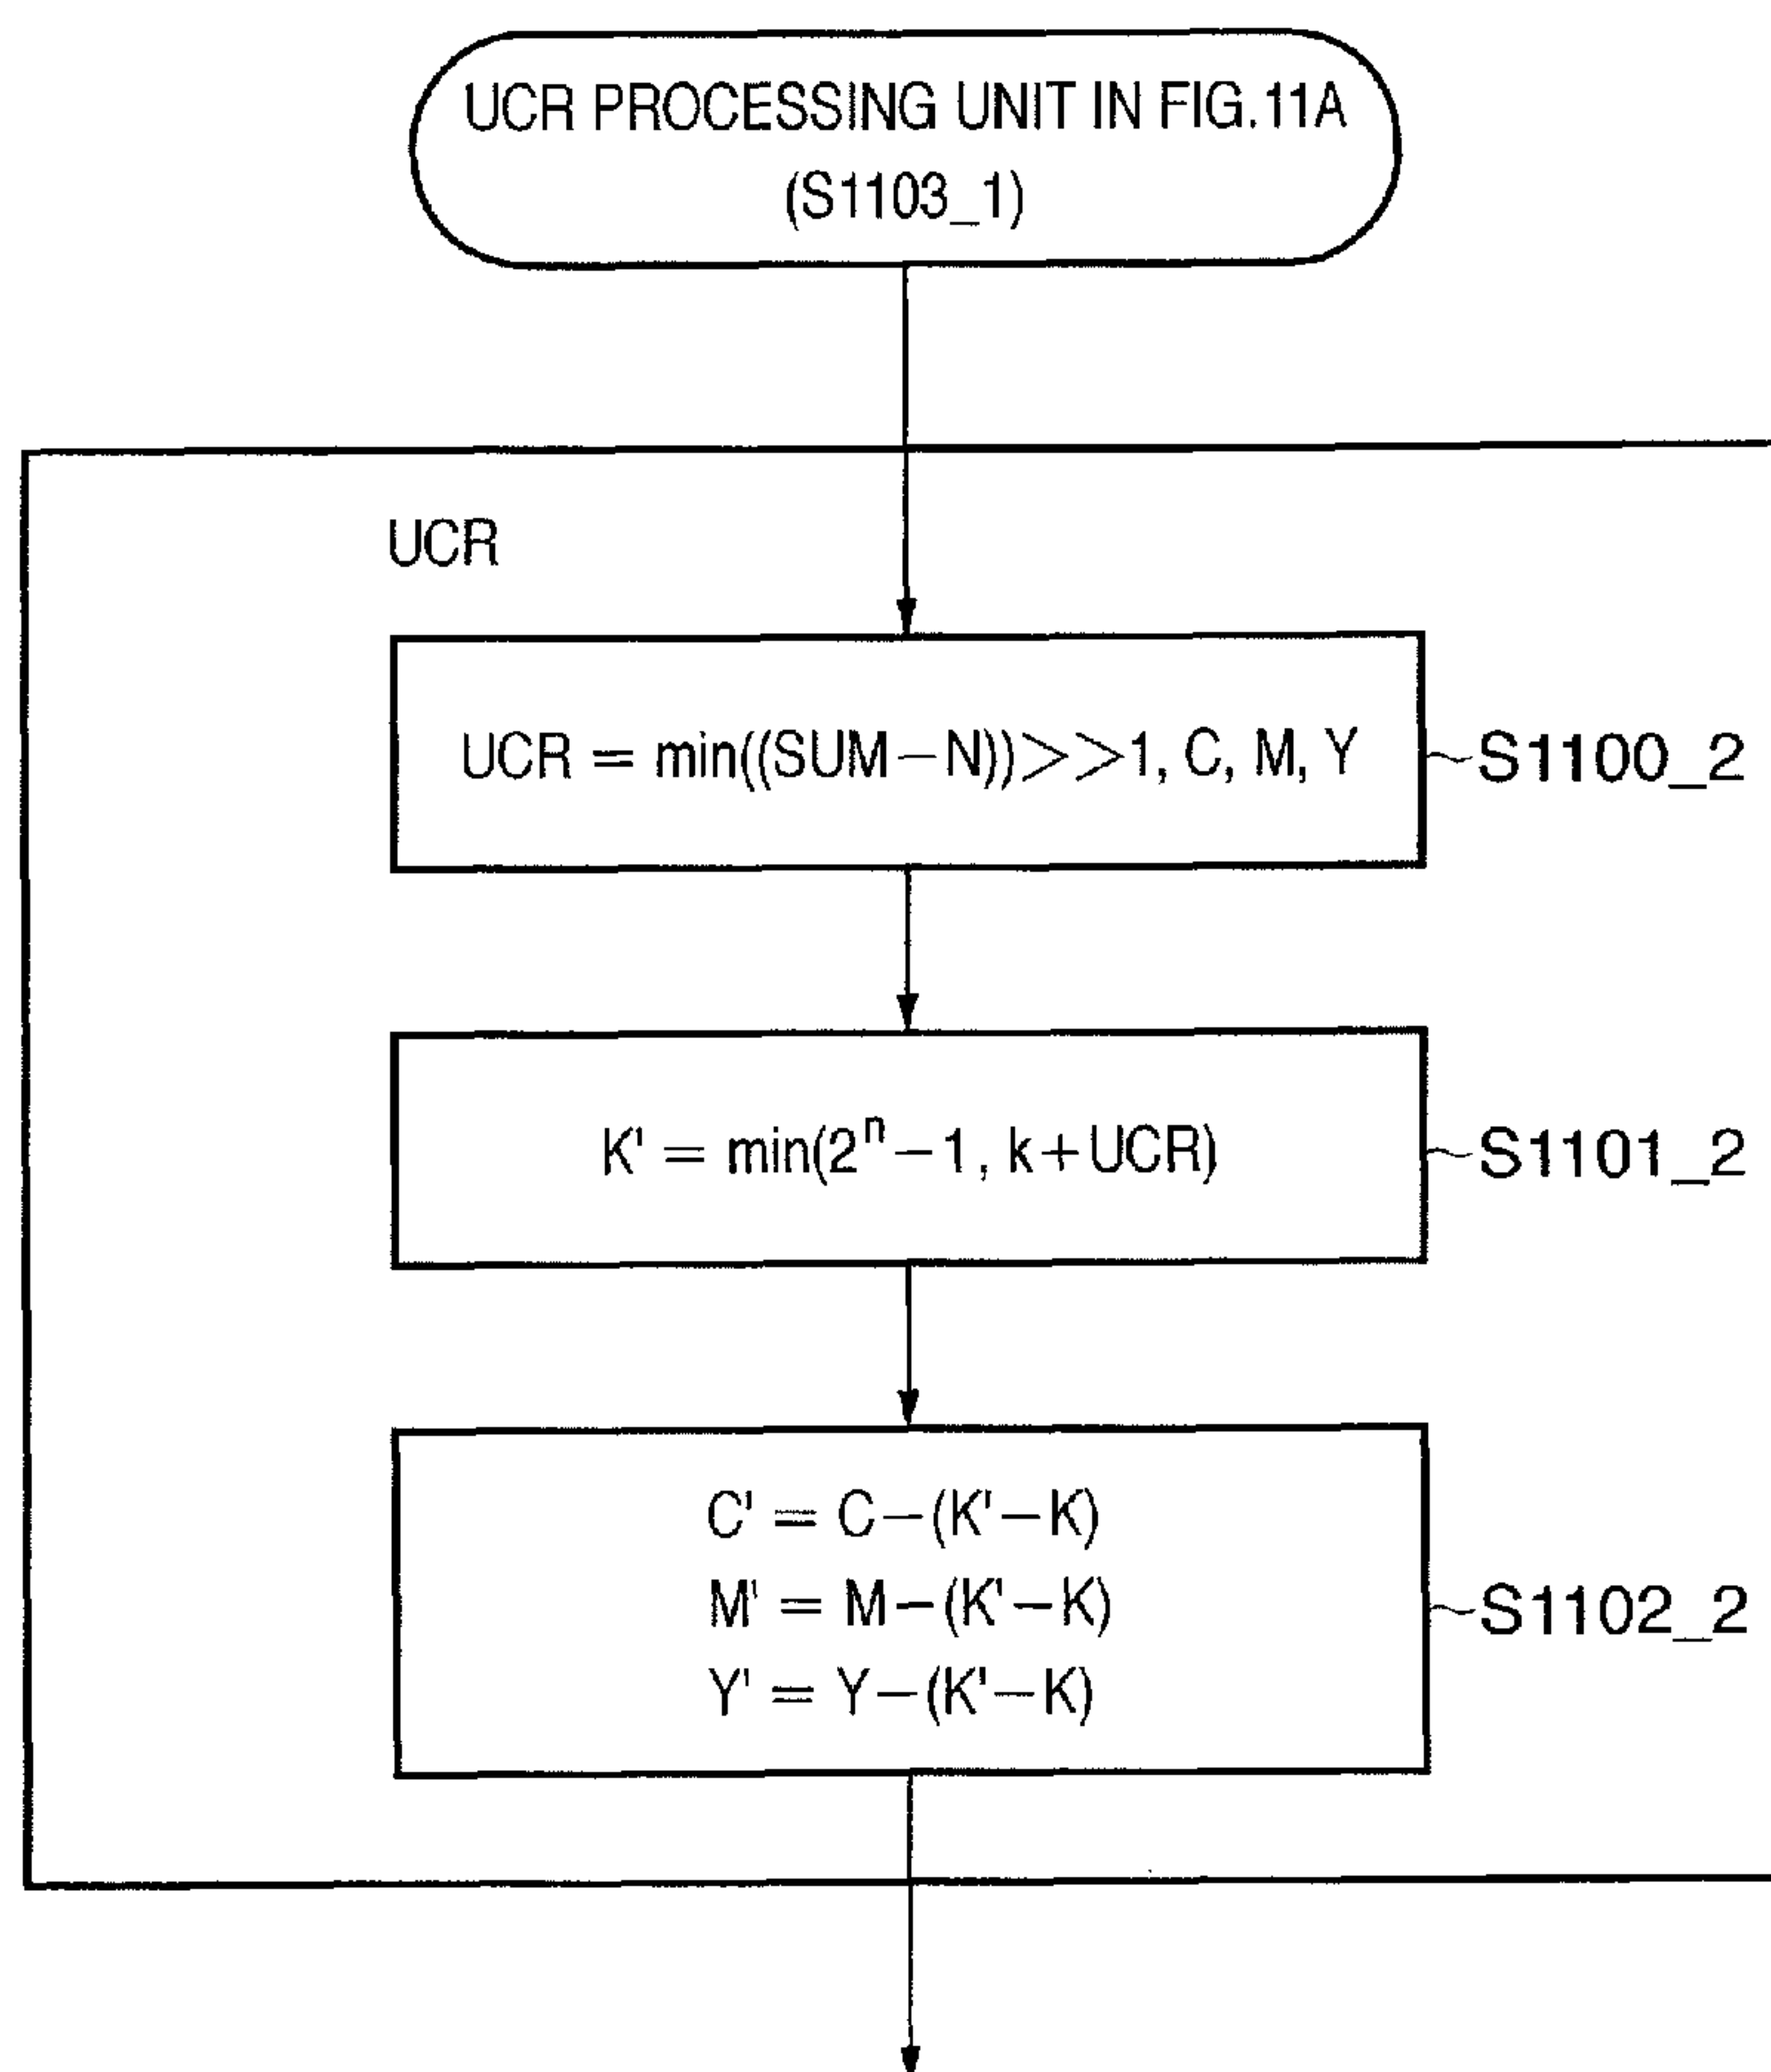 UCR PROCESSING UNIT IN FIG.11A
(S1103_1)
UCR
UCR = min((SUM−N))>>1, C, M, Y
S1100_2
K' = min(2ⁿ−1, k+UCR)
S1101_2
C' = C−(K'−K)
M' = M−(K'−K)
Y' = Y−(K'−K)
S1102_2